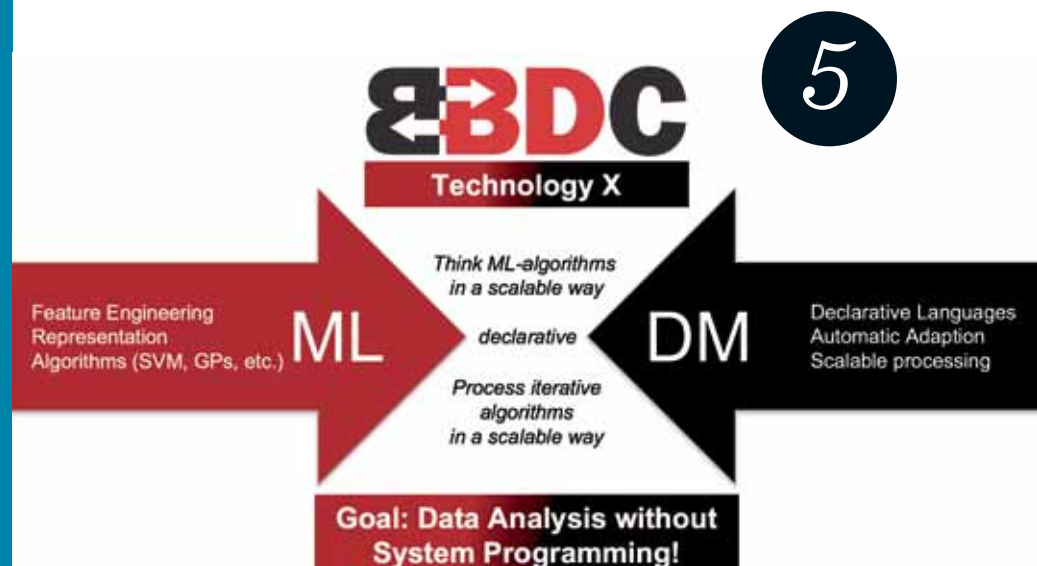 5
BBDC
Technology X
Think ML-algorithms
in a scalable way
Feature Engineering
Representation
Algorithms (SVM, GPs, etc.)
ML
declarative
DM
Declarative Languages
Automatic Adaption
Scalable processing
Process iterative
algorithms
in a scalable way
Goal: Data Analysis without
System Programming!